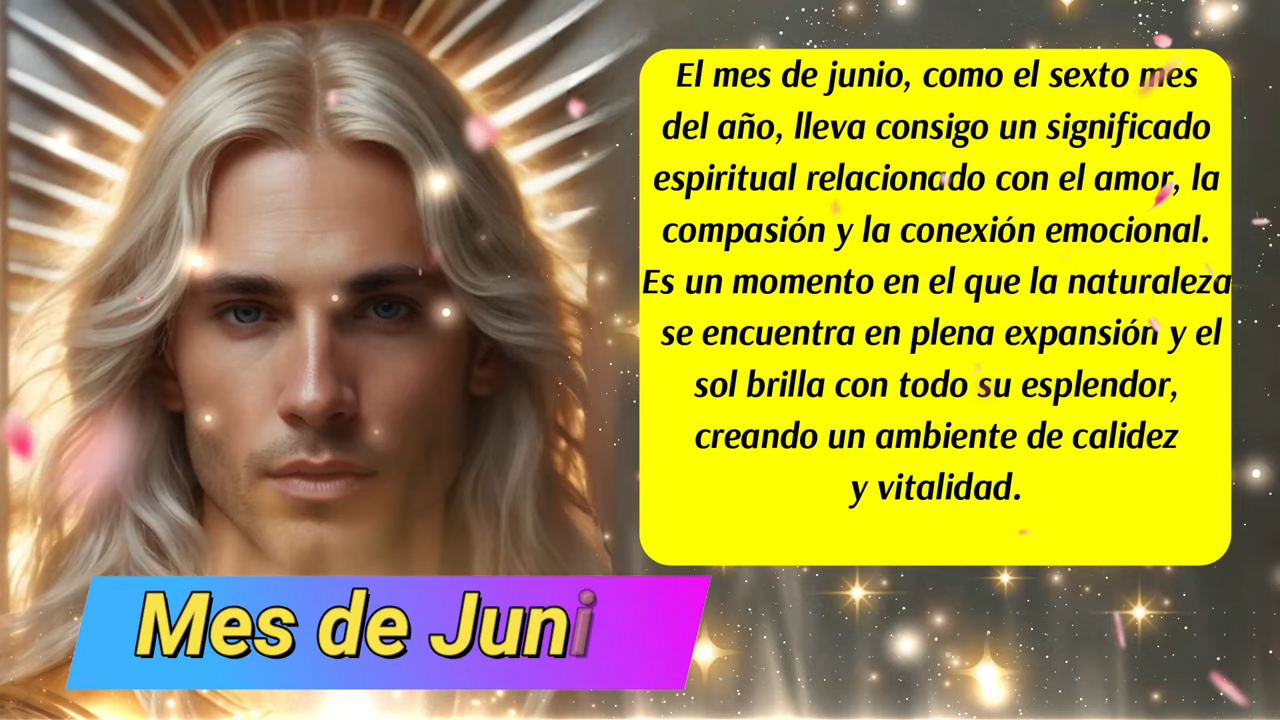 El mes de junio, como el sexto mes
del año, lleva consigo un significado
espiritual relacionado con el amor, la
compasión y la conexión emocional.
Es un momento en el que la naturaleza
se encuentra en plena expansión y el
sol brilla con todo su esplendor,
creando un ambiente de calidez
y vitalidad.
Mes de Juni